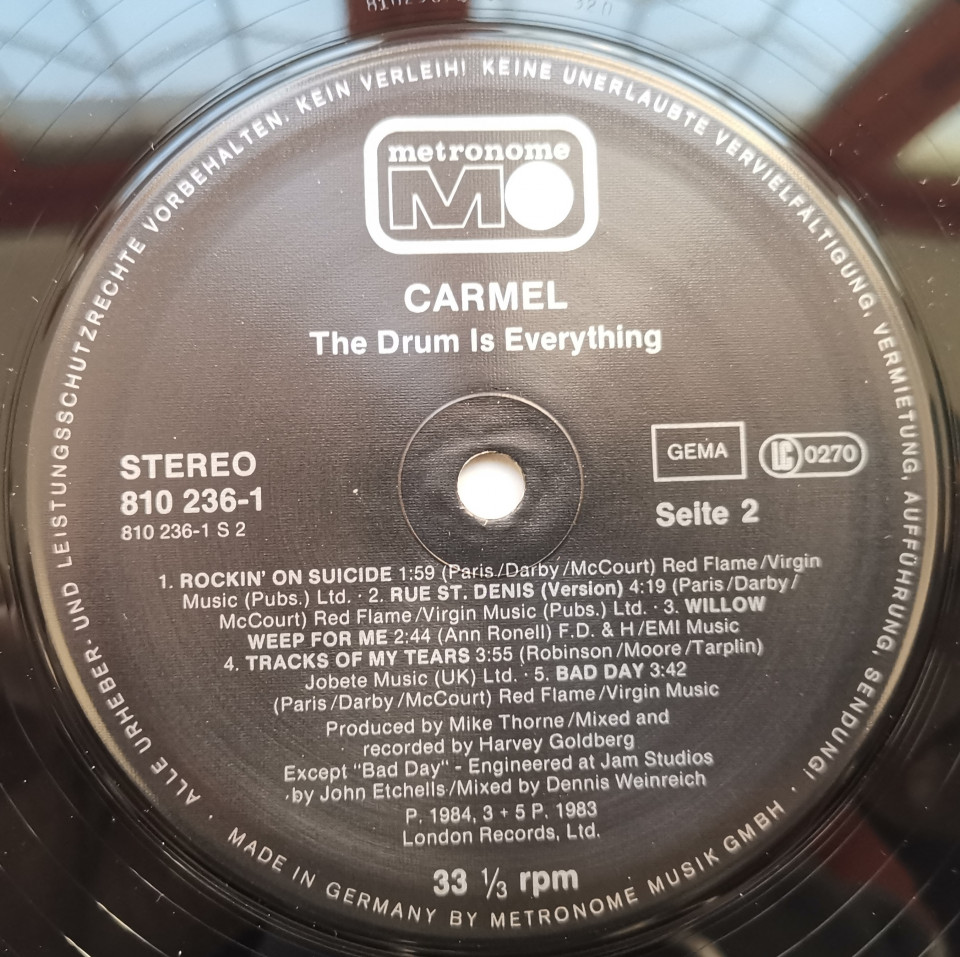 metronome
MO
CARMEL
The Drum Is Everything
STEREO
810 236-1
810 236-1 S 2
GEMA
LC 0270
Seite 2
1. ROCKIN' ON SUICIDE 1:59 (Paris/Darby/McCourt) Red Flame/Virgin
Music (Pubs.) Ltd. · 2. RUE ST. DENIS (Version) 4:19 (Paris/Darby/
McCourt) Red Flame/Virgin Music (Pubs.) Ltd. · 3. WILLOW
WEEP FOR ME 2:44 (Ann Ronell) F.D. & H/EMI Music
4. TRACKS OF MY TEARS 3:55 (Robinson/Moore/Tarplin)
Jobete Music (UK) Ltd. · 5. BAD DAY 3:42
(Paris/Darby/McCourt) Red Flame/Virgin Music
Produced by Mike Thorne/Mixed and
recorded by Harvey Goldberg
Except "Bad Day" - Engineered at Jam Studios
by John Etchells/Mixed by Dennis Weinreich
P. 1984, 3 + 5 P. 1983
London Records, Ltd.
33 1/3 rpm
ALLE URHEBER- UND LEISTUNGSSCHUTZRECHTE VORBEHALTEN. KEIN VERLEIH! KEINE UNERLAUBTE VERVIELFÄLTIGUNG, VERMIETUNG, AUFFÜHRUNG, SENDUNG!
· MADE IN GERMANY BY METRONOME MUSIK GMBH ·